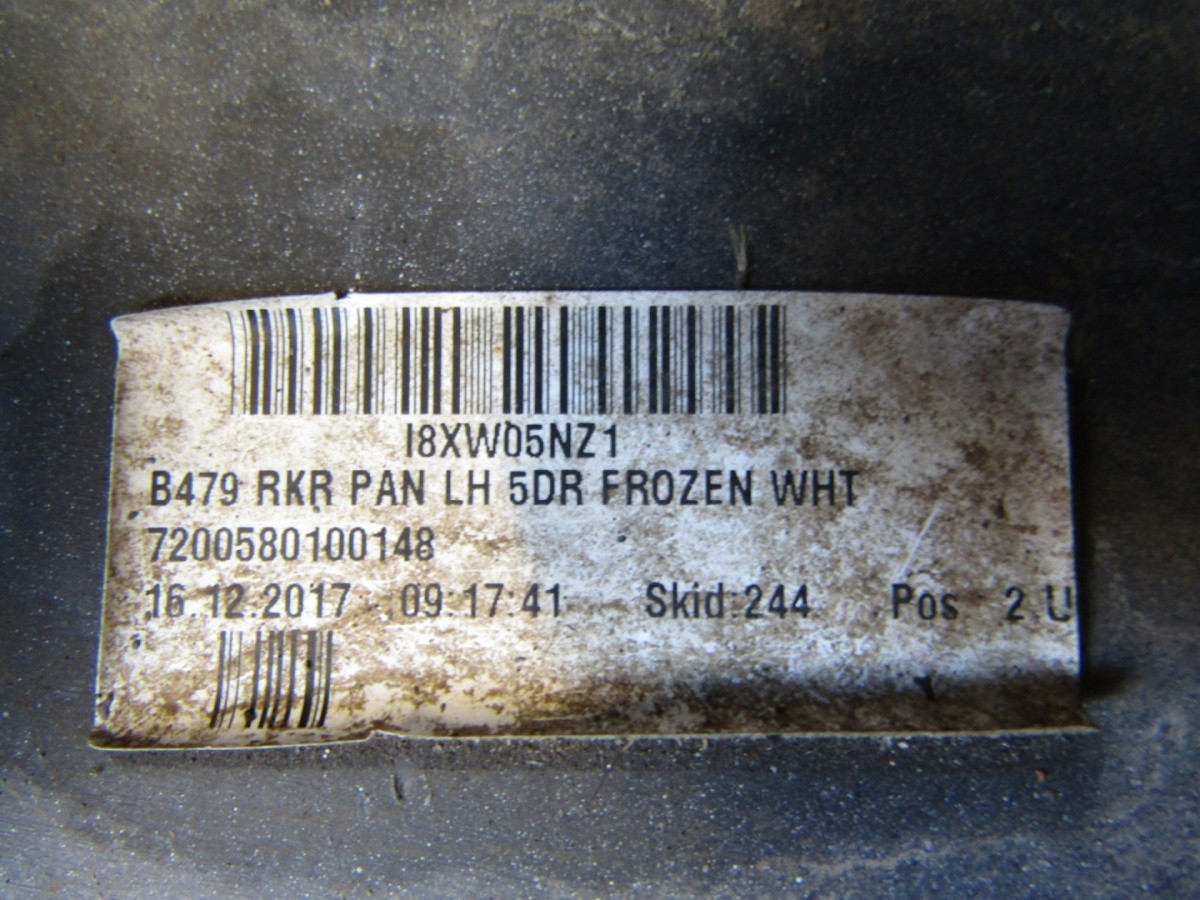 I8XW05NZ1
B479 RKR PAN LH 5DR FROZEN WHT
7200580100148
16.12.2017 09:17:41 Skid:244 Pos 2.U